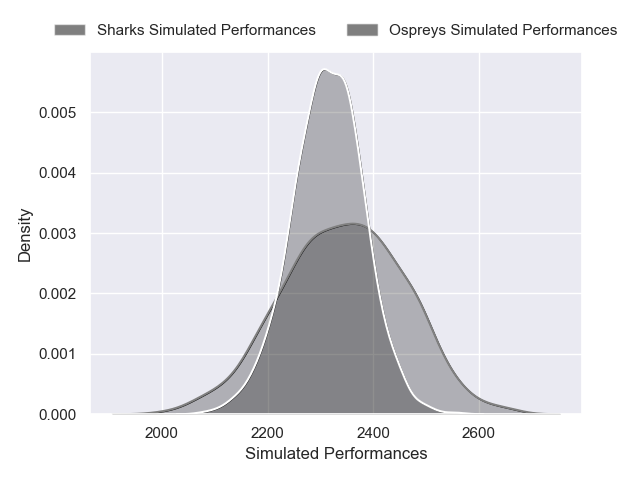 Sharks Simulated Performances Ospreys Simulated Performances
0.005
0.004
0.003
0.002
0.001
0.000
Density
2000 2200 2400 2600
Simulated Performances